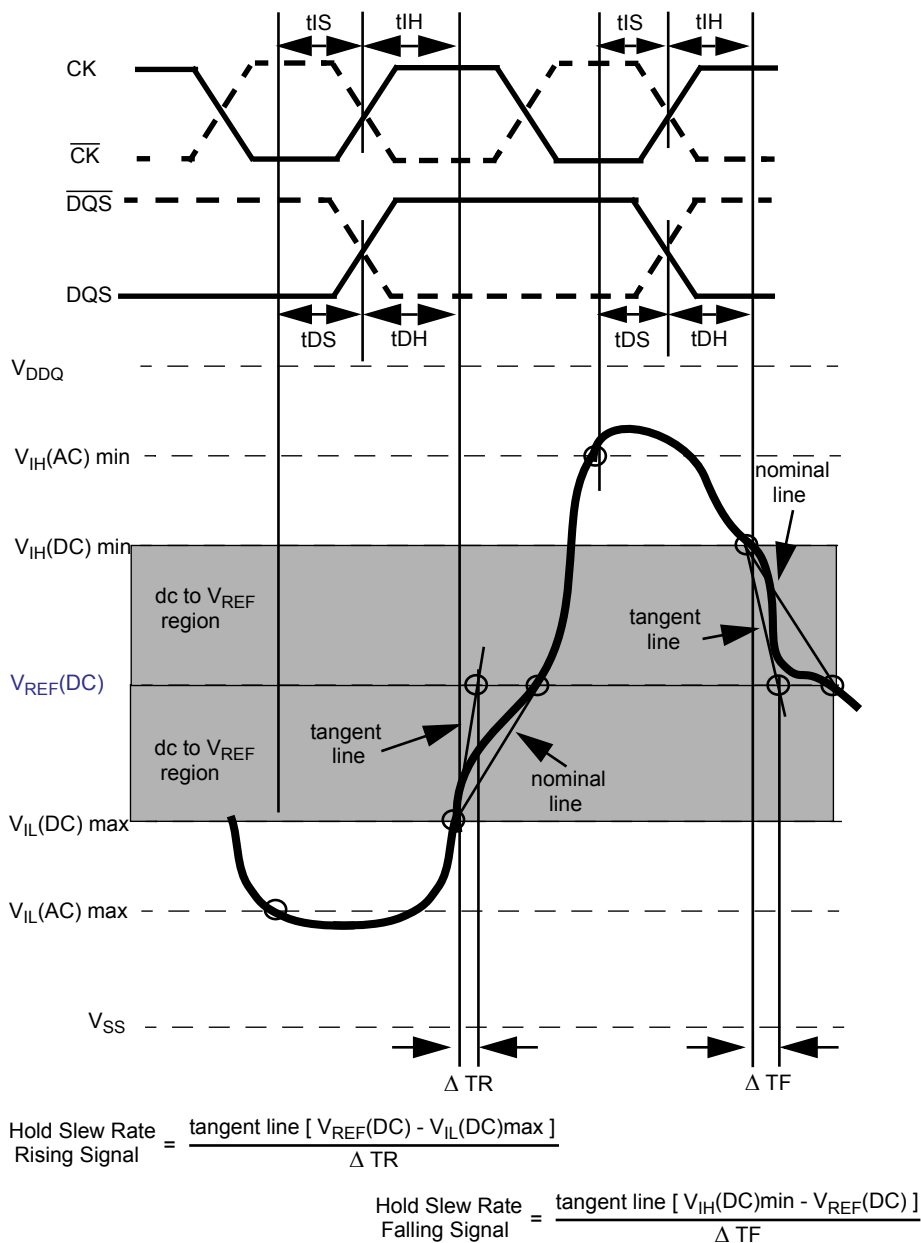 tIS tIH tIS tIH
CK
CK
DQS
DQS
tDS tDH tDS tDH
VDDQ
VIH(AC) min
nominal
line
VIH(DC) min
dc to VREF
region
tangent
line
VREF(DC)
tangent
line
dc to VREF
region
nominal
line
VIL(DC) max
VIL(AC) max
VSS
Δ TR Δ TF
Hold Slew Rate
Rising Signal
=
tangent line [ VREF(DC) - VIL(DC)max ]
Δ TR
Hold Slew Rate
Falling Signal
=
tangent line [ VIH(DC)min - VREF(DC) ]
Δ TF